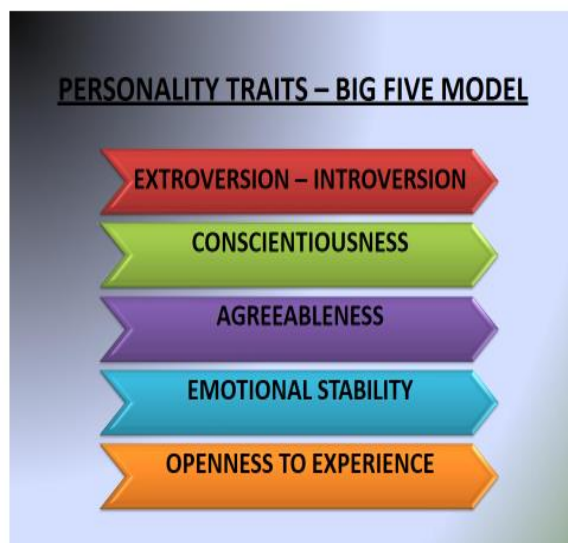 PERSONALITY TRAITS – BIG FIVE MODEL
EXTROVERSION – INTROVERSION
CONSCIENTIOUSNESS
AGREEABLENESS
EMOTIONAL STABILITY
OPENNESS TO EXPERIENCE